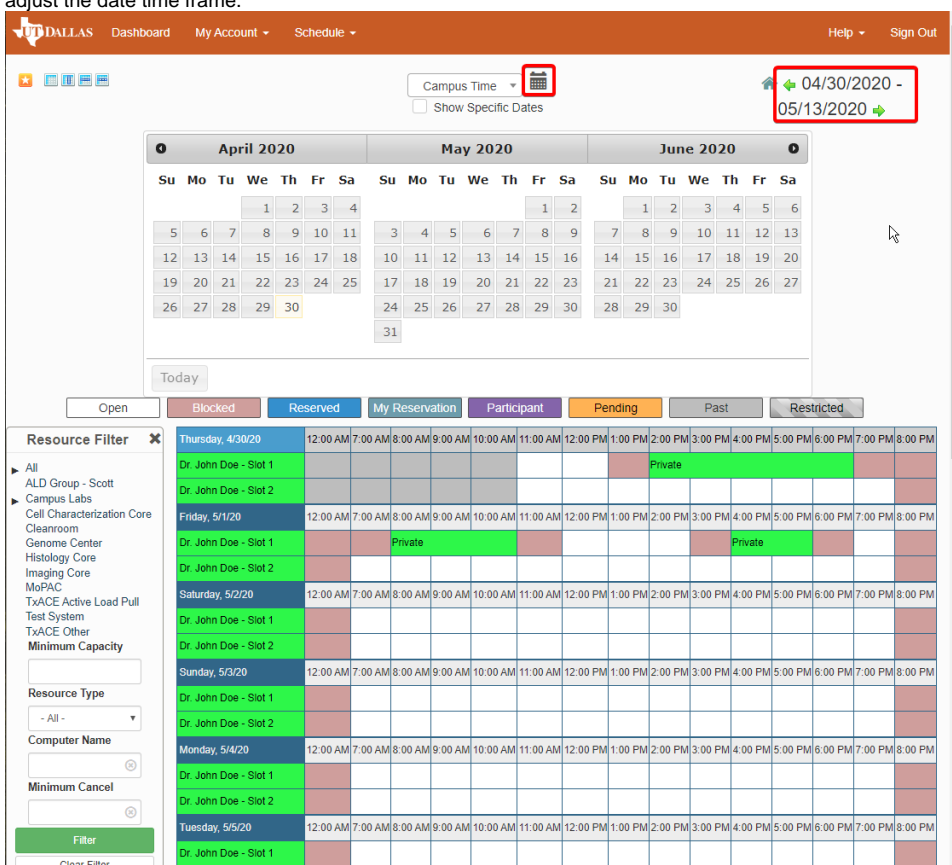 adjust the date time frame.
UT DALLAS Dashboard My Account Schedule Help Sign Out
Campus Time
Show Specific Dates
04/30/2020 -
05/13/2020
April 2020 May 2020 June 2020
Su Mo Tu We Th Fr Sa Su Mo Tu We Th Fr Sa Su Mo Tu We Th Fr Sa
1 2 3 4 1 2 1 2 3 4 5 6
5 6 7 8 9 10 11 3 4 5 6 7 8 9 7 8 9 10 11 12 13
12 13 14 15 16 17 18 10 11 12 13 14 15 16 14 15 16 17 18 19 20
19 20 21 22 23 24 25 17 18 19 20 21 22 23 21 22 23 24 25 26 27
26 27 28 29 30 24 25 26 27 28 29 30 28 29 30
31
Today
Open Blocked Reserved My Reservation Participant Pending Past Restricted
Resource Filter
All
ALD Group - Scott
Campus Labs
Cell Characterization Core
Cleanroom
Genome Center
Histology Core
Imaging Core
MoPAC
TxACE Active Load Pull
Test System
TxACE Other
Minimum Capacity
Resource Type
- All -
Computer Name
Minimum Cancel
Filter
Clear Filter
Thursday, 4/30/20 12:00 AM 7:00 AM 8:00 AM 9:00 AM 10:00 AM 11:00 AM 12:00 PM 1:00 PM 2:00 PM 3:00 PM 4:00 PM 5:00 PM 6:00 PM 7:00 PM 8:00 PM
Dr. John Doe - Slot 1 Private
Dr. John Doe - Slot 2
Friday, 5/1/20 12:00 AM 7:00 AM 8:00 AM 9:00 AM 10:00 AM 11:00 AM 12:00 PM 1:00 PM 2:00 PM 3:00 PM 4:00 PM 5:00 PM 6:00 PM 7:00 PM 8:00 PM
Dr. John Doe - Slot 1 Private Private
Dr. John Doe - Slot 2
Saturday, 5/2/20 12:00 AM 7:00 AM 8:00 AM 9:00 AM 10:00 AM 11:00 AM 12:00 PM 1:00 PM 2:00 PM 3:00 PM 4:00 PM 5:00 PM 6:00 PM 7:00 PM 8:00 PM
Dr. John Doe - Slot 1
Dr. John Doe - Slot 2
Sunday, 5/3/20 12:00 AM 7:00 AM 8:00 AM 9:00 AM 10:00 AM 11:00 AM 12:00 PM 1:00 PM 2:00 PM 3:00 PM 4:00 PM 5:00 PM 6:00 PM 7:00 PM 8:00 PM
Dr. John Doe - Slot 1
Dr. John Doe - Slot 2
Monday, 5/4/20 12:00 AM 7:00 AM 8:00 AM 9:00 AM 10:00 AM 11:00 AM 12:00 PM 1:00 PM 2:00 PM 3:00 PM 4:00 PM 5:00 PM 6:00 PM 7:00 PM 8:00 PM
Dr. John Doe - Slot 1
Dr. John Doe - Slot 2
Tuesday, 5/5/20 12:00 AM 7:00 AM 8:00 AM 9:00 AM 10:00 AM 11:00 AM 12:00 PM 1:00 PM 2:00 PM 3:00 PM 4:00 PM 5:00 PM 6:00 PM 7:00 PM 8:00 PM
Dr. John Doe - Slot 1